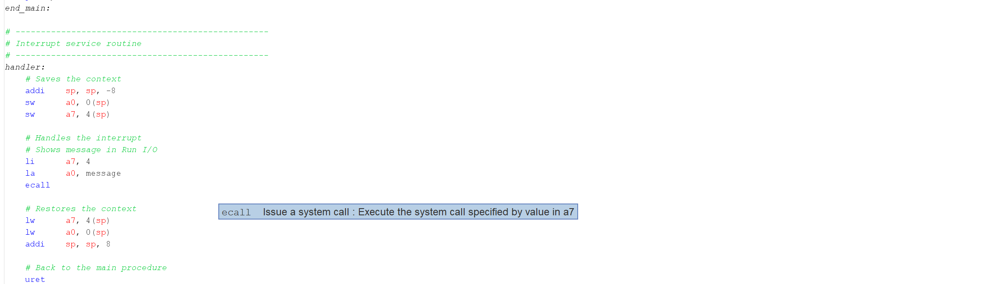 end_main:
# --------------------------------------------------
# Interrupt service routine
# --------------------------------------------------
handler:
# Saves the context
addi sp, sp, -8
sw a0, 0(sp)
sw a7, 4(sp)
# Handles the interrupt
# Shows message in Run I/O
li a7, 4
la a0, message
ecall
# Restores the context
ecall Issue a system call : Execute the system call specified by value in a7
lw a7, 4(sp)
lw a0, 0(sp)
addi sp, sp, 8
# Back to the main procedure
uret